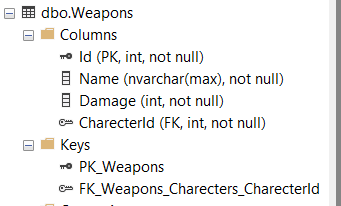 dbo.Weapons
Columns
Id (PK, int, not null)
Name (nvarchar(max), not null)
Damage (int, not null)
CharecterId (FK, int, not null)
Keys
PK_Weapons
FK_Weapons_Charecters_CharecterId